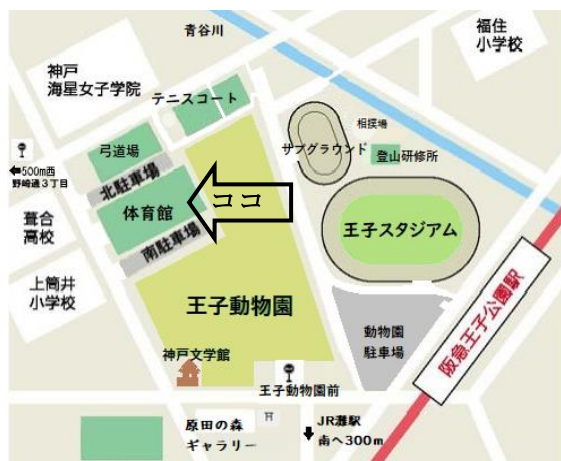 青谷川
福住
小学校
神戸
海星女子学院
テニスコート
相撲場
サブグラウンド
登山研修所
弓道場
←500m西
野崎通3丁目
北駐車場
体育館
ココ
南駐車場
葺合
高校
王子スタジアム
上筒井
小学校
王子動物園
阪急王子公園駅
動物園
駐車場
神戸文学館
王子動物園前
原田の森
ギャラリー
JR灘駅
南へ300m